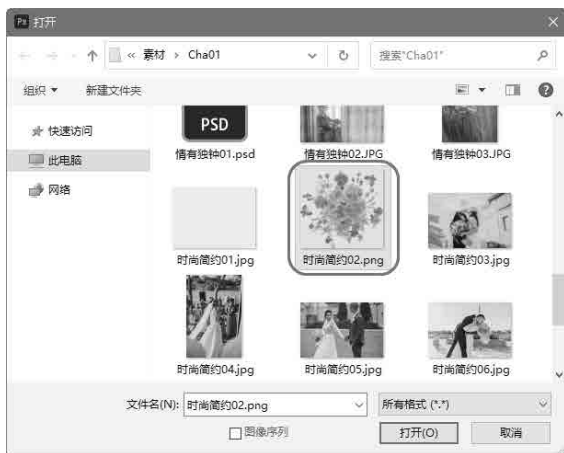 Ps 打开
« 素材 › Cha01
搜索"Cha01"
组织
新建文件夹
快速访问
此电脑
网络
PSD
情有独钟01.psd
情有独钟02.JPG
情有独钟03.JPG
时尚简约01.jpg
时尚简约02.png
时尚简约03.jpg
时尚简约04.jpg
时尚简约05.jpg
时尚简约06.jpg
文件名(N): 时尚简约02.png
所有格式 (*.*)
图像序列
打开(O)
取消